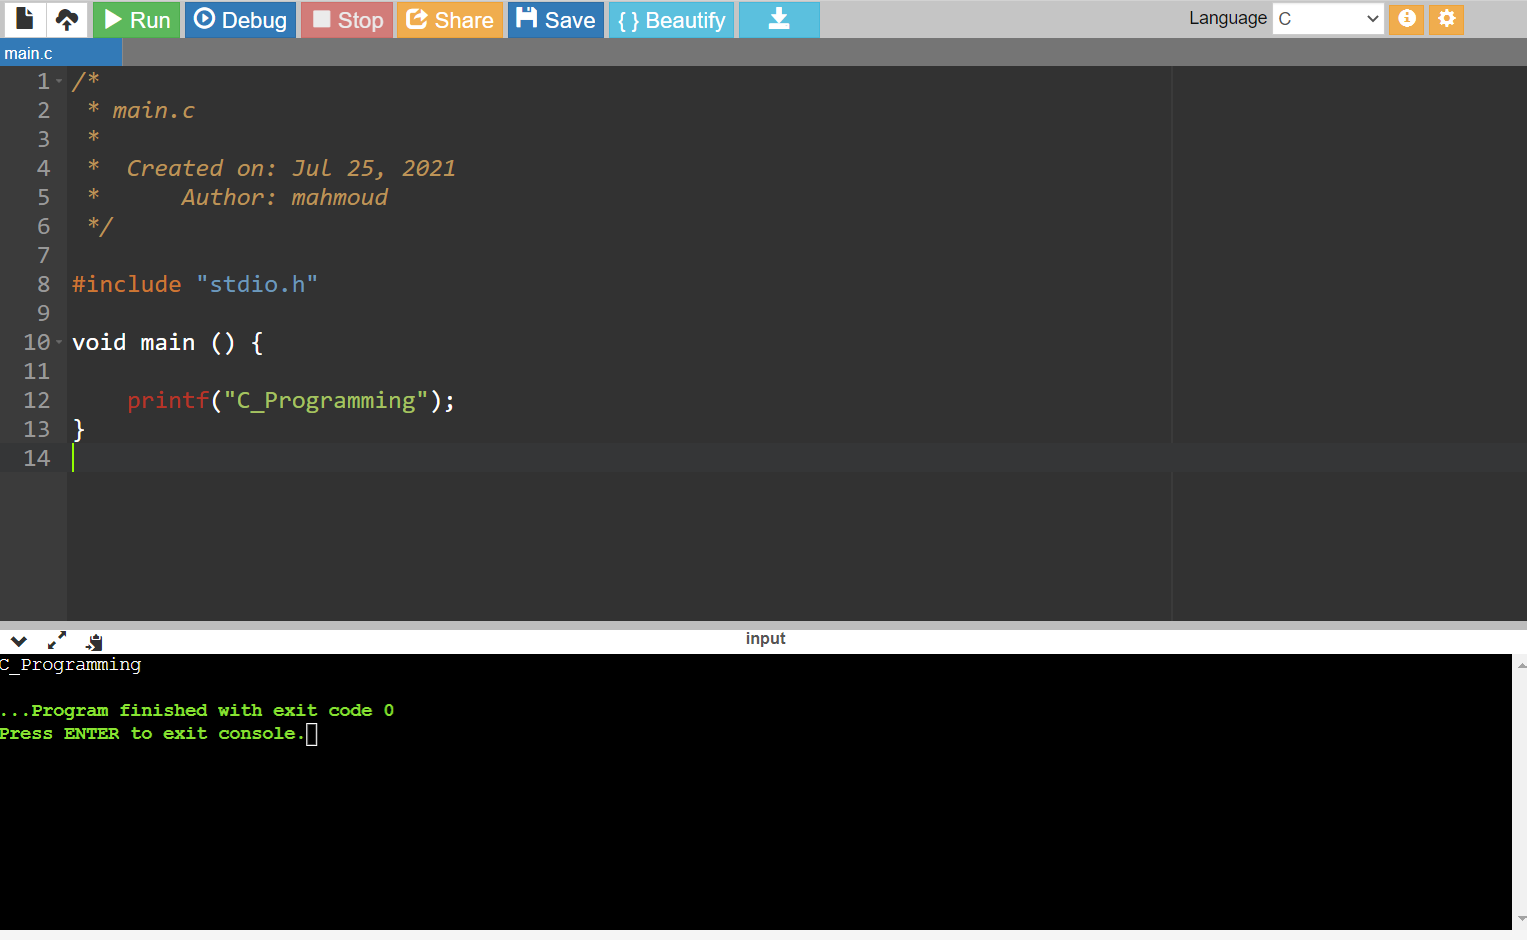 Run Debug Stop Share Save { } Beautify Language C
main.c
1 /*
2  * main.c
3  *
4  *  Created on: Jul 25, 2021
5  *      Author: mahmoud
6  */
7
8 #include "stdio.h"
9
10 void main () {
11
12     printf("C_Programming");
13 }
14
input
C_Programming
...Program finished with exit code 0
Press ENTER to exit console.